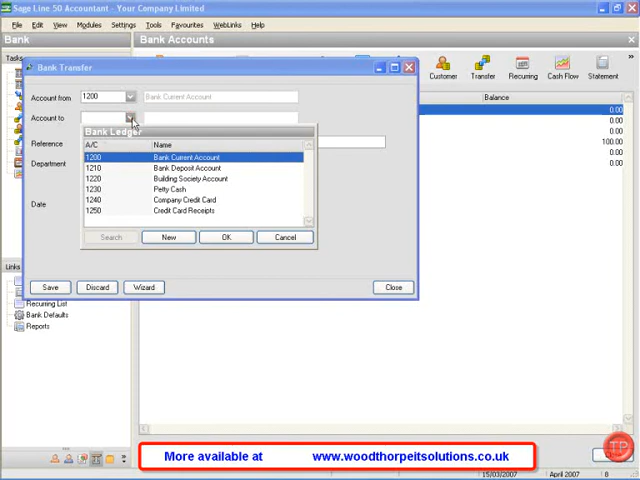 Sage Line 50 Accountant - Your Company Limited
File Edit View Modules Settings Tools Favourites WebLinks Help
Bank
Bank Accounts
Tasks
Customer Transfer Recurring Cash Flow Statement
Bank Transfer
Account from 1200 Bank Current Account
Account to
Bank Ledger
Reference
Department
Date
A/C Name
1200 Bank Current Account
1210 Bank Deposit Account
1220 Building Society Account
1230 Petty Cash
1240 Company Credit Card
1250 Credit Card Receipts
Search New OK Cancel
Save Discard Wizard Close
Balance
0.00
0.00
0.00
100.00
0.00
0.00
Links
Recurring List
Bank Defaults
Reports
TP
More available at www.woodthorpeitsolutions.co.uk
15/03/2007 April 2007 8